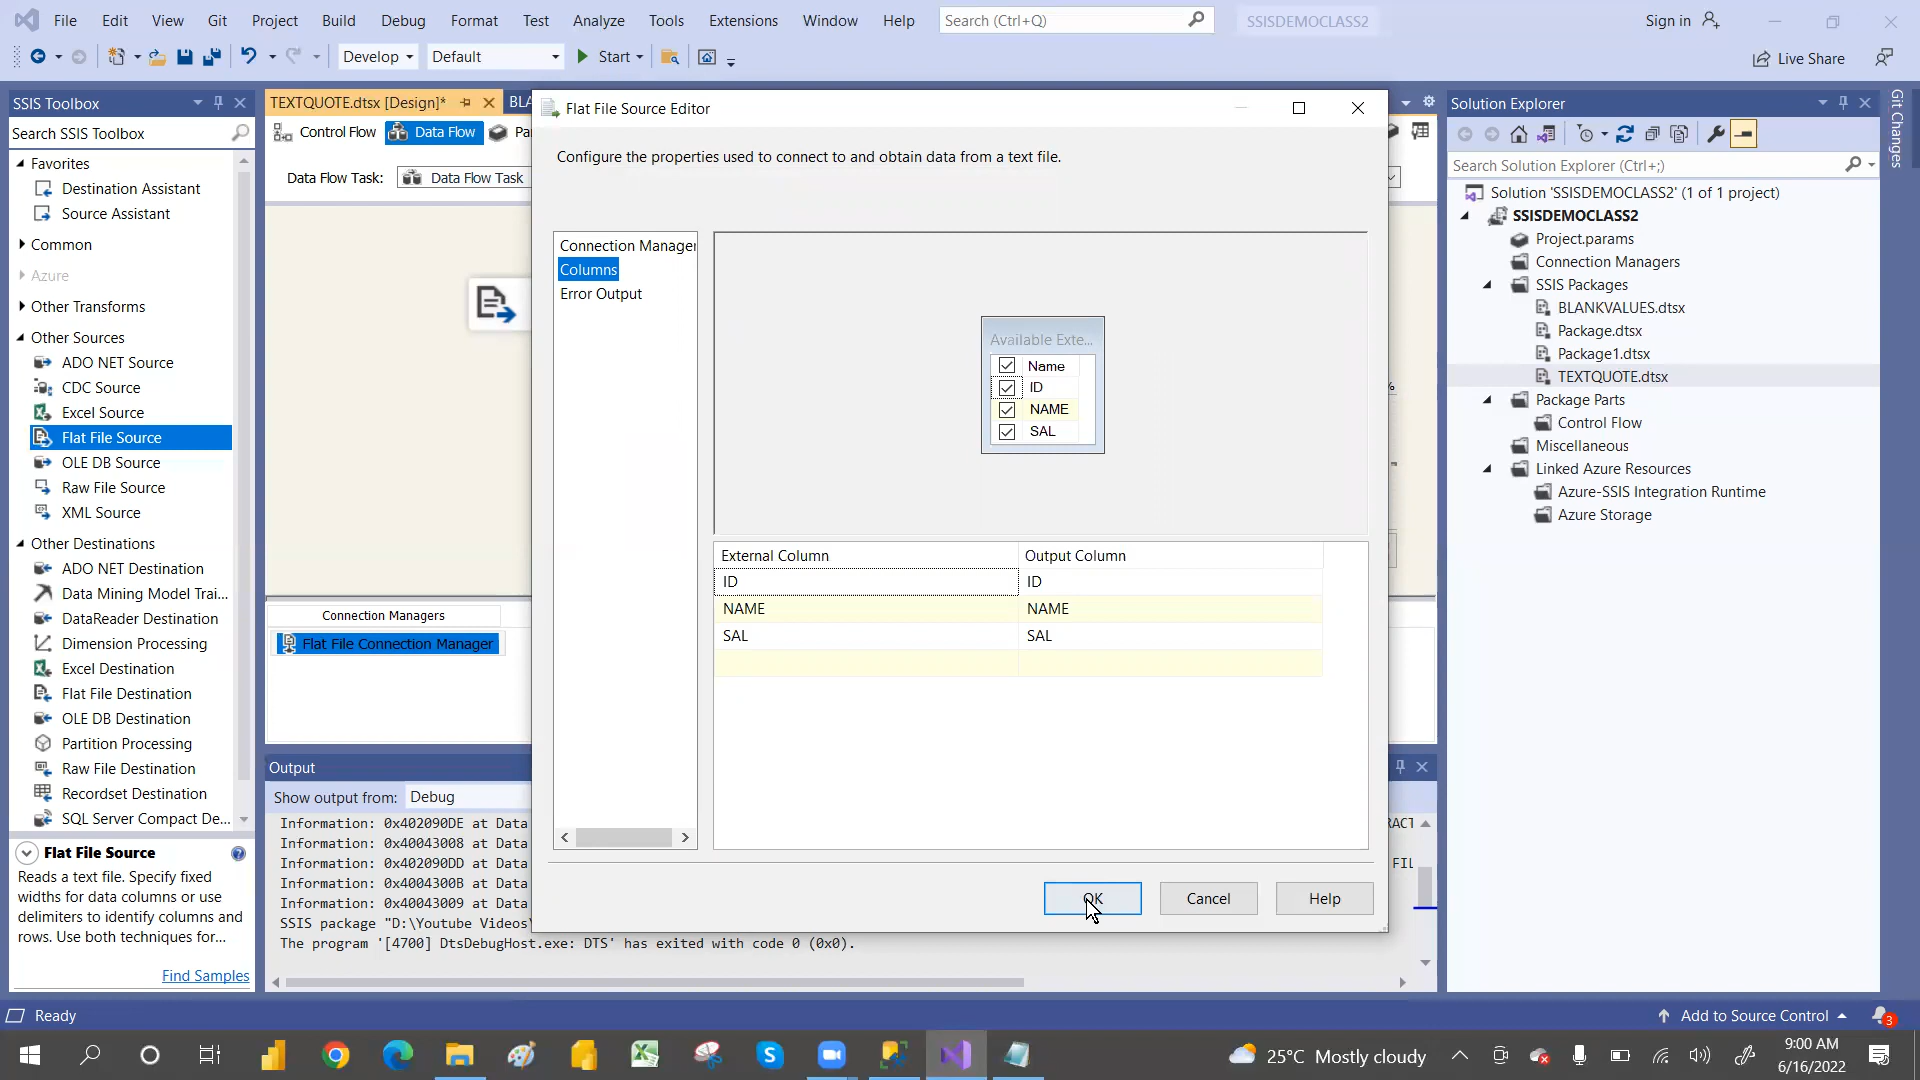 File Edit View Git Project Build Debug Format Test Analyze Tools Extensions Window Help Search (Ctrl+Q) SSISDEMOCLASS2 Sign in
Develop Default Start Live Share
SSIS Toolbox
Search SSIS Toolbox
Favorites
Destination Assistant
Source Assistant
Common
Azure
Other Transforms
Other Sources
ADO NET Source
CDC Source
Excel Source
Flat File Source
OLE DB Source
Raw File Source
XML Source
Other Destinations
ADO NET Destination
Data Mining Model Trai...
DataReader Destination
Dimension Processing
Excel Destination
Flat File Destination
OLE DB Destination
Partition Processing
Raw File Destination
Recordset Destination
SQL Server Compact De...
Flat File Source
Reads a text file. Specify fixed
widths for data columns or use
delimiters to identify columns and
rows. Use both techniques for...
Find Samples
TEXTQUOTE.dtsx [Design]* BLA
Control Flow Data Flow Pa
Data Flow Task: Data Flow Task
%
Connection Managers
Flat File Connection Manager
Output
Show output from: Debug
Information: 0x402090DE at Data RACT
Information: 0x40043008 at Data
Information: 0x402090DD at Data FIL
Information: 0x4004300B at Data
Information: 0x40043009 at Data
SSIS package "D:\Youtube Videos\
The program '[4700] DtsDebugHost.exe: DTS' has exited with code 0 (0x0).
Flat File Source Editor
Configure the properties used to connect to and obtain data from a text file.
Connection Manager
Columns
Error Output
Available Exte...
Name
ID
NAME
SAL
External Column Output Column
ID ID
NAME NAME
SAL SAL
OK Cancel Help
Solution Explorer
Search Solution Explorer (Ctrl+;)
Solution 'SSISDEMOCLASS2' (1 of 1 project)
SSISDEMOCLASS2
Project.params
Connection Managers
SSIS Packages
BLANKVALUES.dtsx
Package.dtsx
Package1.dtsx
TEXTQUOTE.dtsx
Package Parts
Control Flow
Miscellaneous
Linked Azure Resources
Azure-SSIS Integration Runtime
Azure Storage
Git Changes
Ready Add to Source Control 3
25°C Mostly cloudy
9:00 AM
6/16/2022